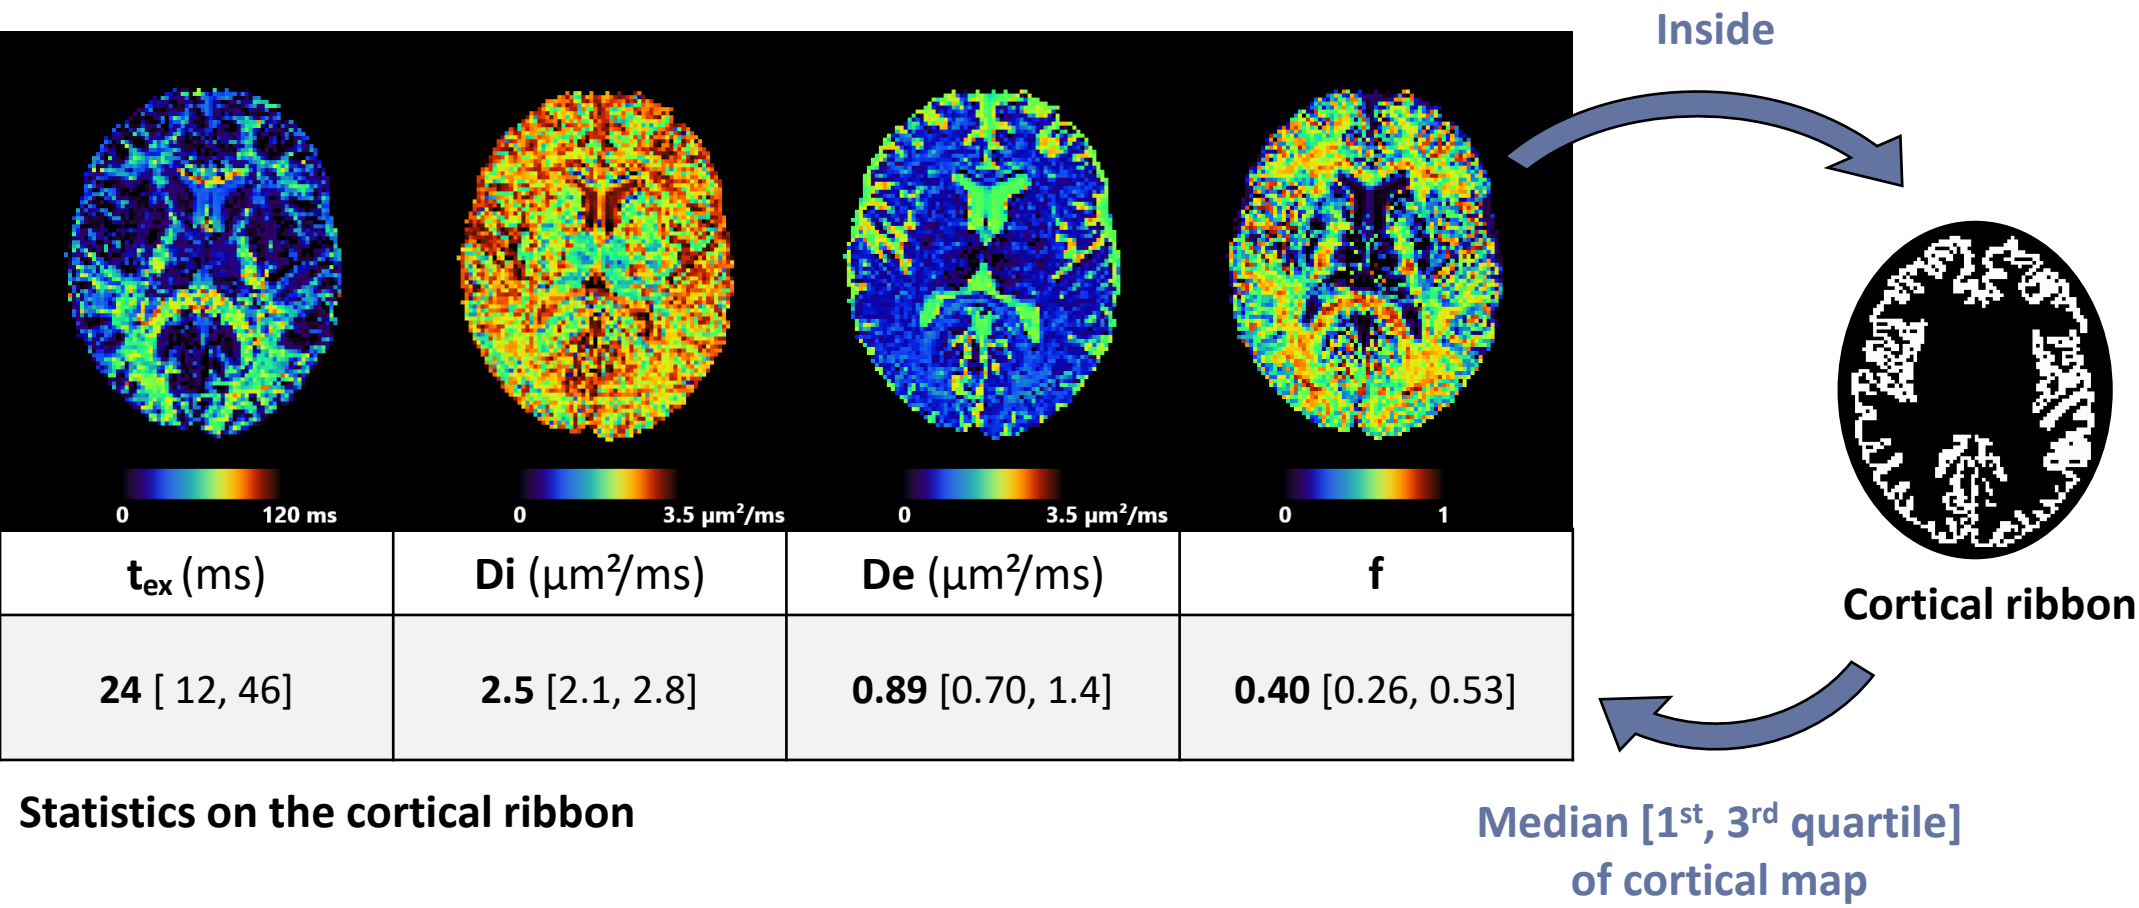 Inside
0 120 ms
0 3.5 µm²/ms
0 3.5 µm²/ms
0 1
t_ex (ms)
Di (µm²/ms)
De (µm²/ms)
f
24 [ 12, 46]
2.5 [2.1, 2.8]
0.89 [0.70, 1.4]
0.40 [0.26, 0.53]
Cortical ribbon
Statistics on the cortical ribbon
Median [1st, 3rd quartile]
of cortical map